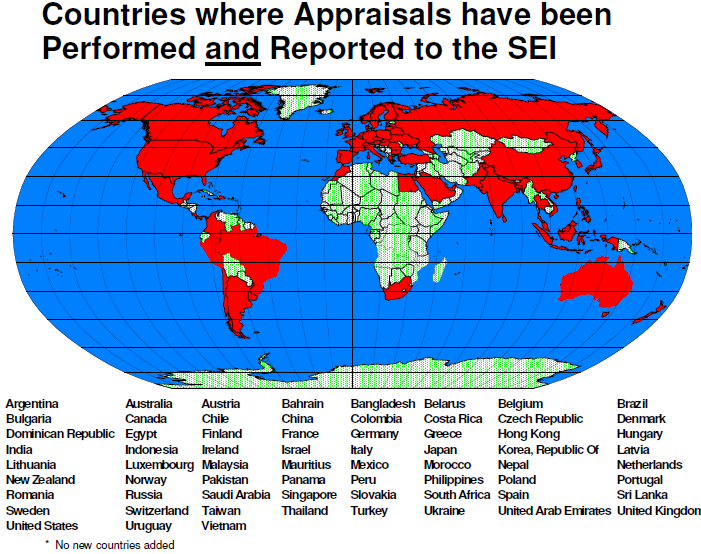 Countries where Appraisals have been
Performed and Reported to the SEI
Argentina Australia Austria Bahrain Bangladesh Belarus Belgium Brazil
Bulgaria Canada Chile China Colombia Costa Rica Czech Republic Denmark
Dominican Republic Egypt Finland France Germany Greece Hong Kong Hungary
India Indonesia Ireland Israel Italy Japan Korea, Republic Of Latvia
Lithuania Luxembourg Malaysia Mauritius Mexico Morocco Nepal Netherlands
New Zealand Norway Pakistan Panama Peru Philippines Poland Portugal
Romania Russia Saudi Arabia Singapore Slovakia South Africa Spain Sri Lanka
Sweden Switzerland Taiwan Thailand Turkey Ukraine United Arab Emirates United Kingdom
United States Uruguay Vietnam
* No new countries added